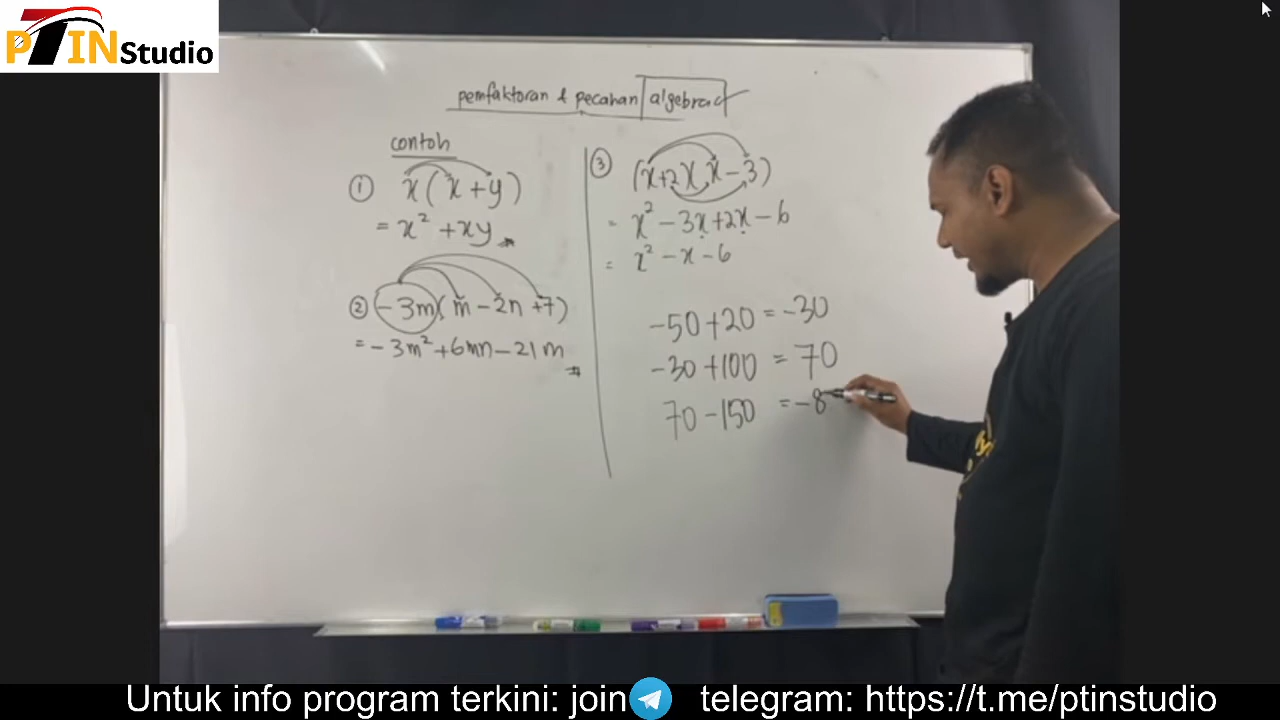 PTIN Studio
pemfaktoran & pecahan algebra
contoh
① x(x+y)
= x² + xy
② -3m(m - 2n + 7)
= -3m² + 6mn - 21m
③ (x+2)(x-3)
= x² - 3x + 2x - 6
= x² - x - 6
-50 + 20 = -30
-30 + 100 = 70
70 - 150 = -8
Untuk info program terkini: join telegram: https://t.me/ptinstudio